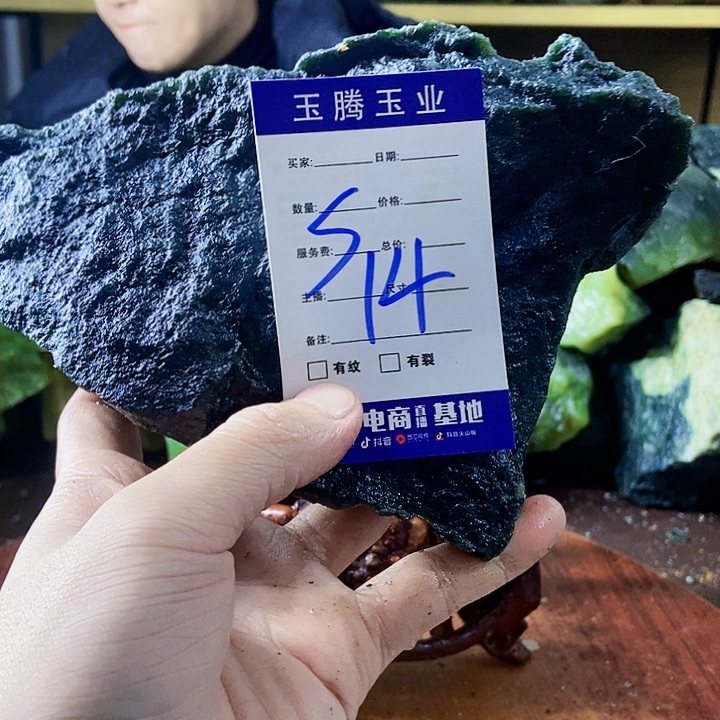 玉腾玉业
买家: 日期:
数量: 价格:
服务费: 总价:
主播: 尺寸:
S14
备注:
有纹 有裂
电商直播基地
抖音